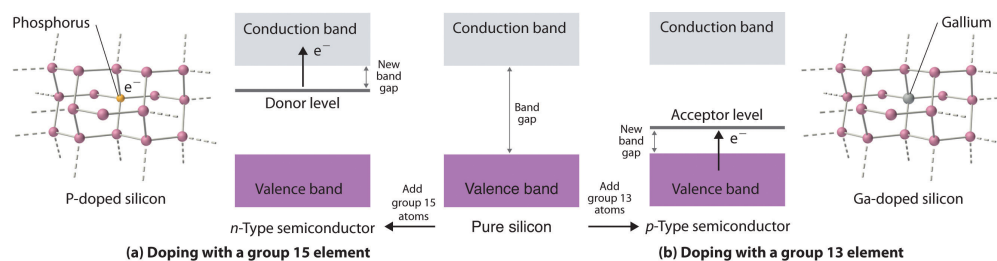 Phosphorus
e⁻
P-doped silicon
Conduction band
e⁻
New
band
gap
Donor level
Valence band
n-Type semiconductor
(a) Doping with a group 15 element
Add
group 15
atoms
Conduction band
Band
gap
Valence band
Pure silicon
Add
group 13
atoms
Conduction band
Acceptor level
New
band
gap
e⁻
Valence band
p-Type semiconductor
(b) Doping with a group 13 element
Gallium
Ga-doped silicon